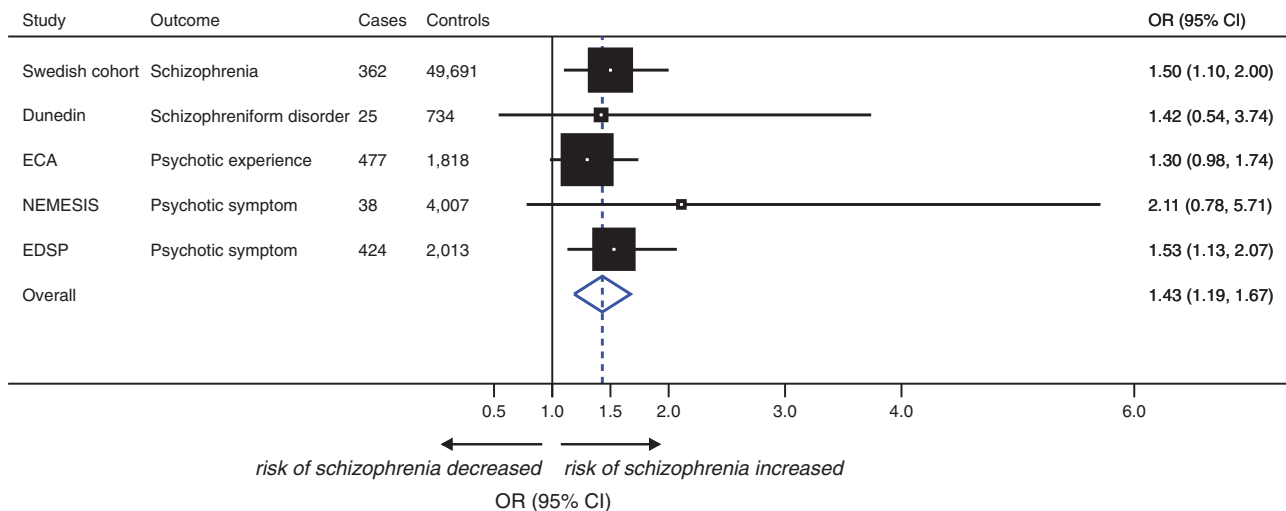 Study Outcome Cases Controls OR (95% CI)
Swedish cohort Schizophrenia 362 49,691 1.50 (1.10, 2.00)
Dunedin Schizophreniform disorder 25 734 1.42 (0.54, 3.74)
ECA Psychotic experience 477 1,818 1.30 (0.98, 1.74)
NEMESIS Psychotic symptom 38 4,007 2.11 (0.78, 5.71)
EDSP Psychotic symptom 424 2,013 1.53 (1.13, 2.07)
Overall 1.43 (1.19, 1.67)
0.5 1.0 1.5 2.0 3.0 4.0 6.0
risk of schizophrenia decreased risk of schizophrenia increased
OR (95% CI)